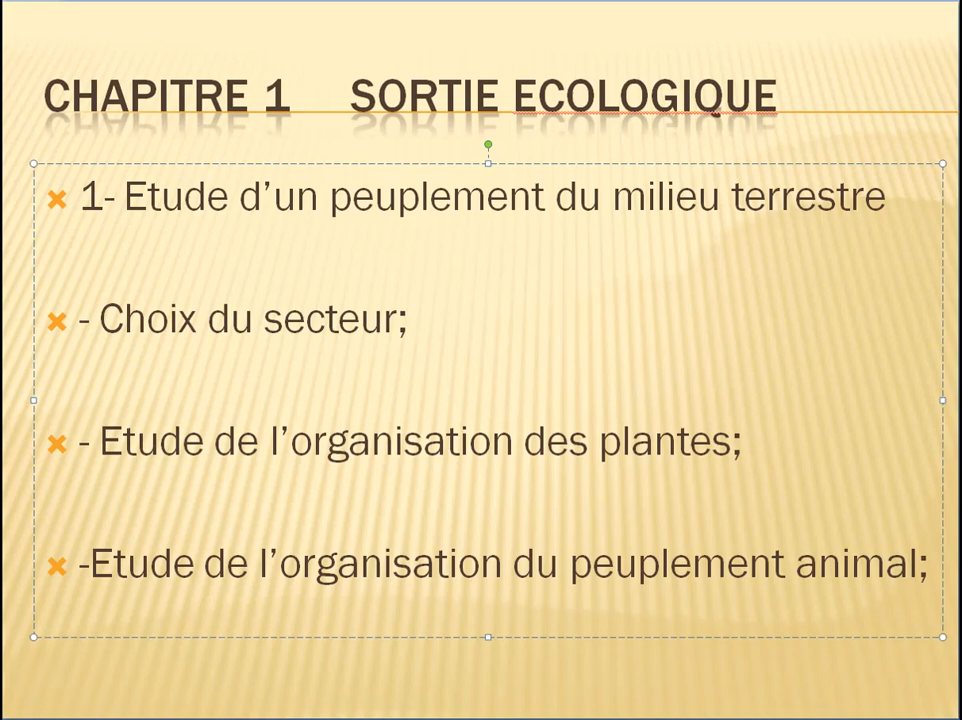 CHAPITRE 1 SORTIE ECOLOGIQUE
1- Etude d’un peuplement du milieu terrestre
- Choix du secteur;
- Etude de l’organisation des plantes;
-Etude de l’organisation du peuplement animal;